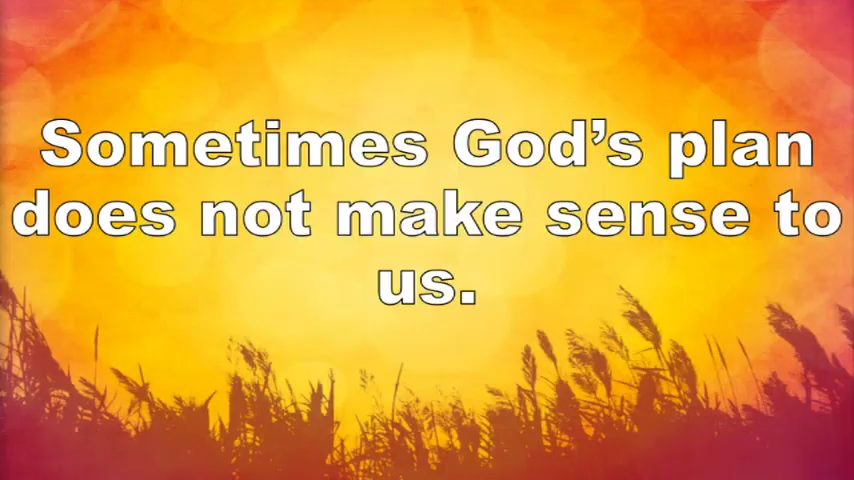 Sometimes God’s plan
does not make sense to
us.